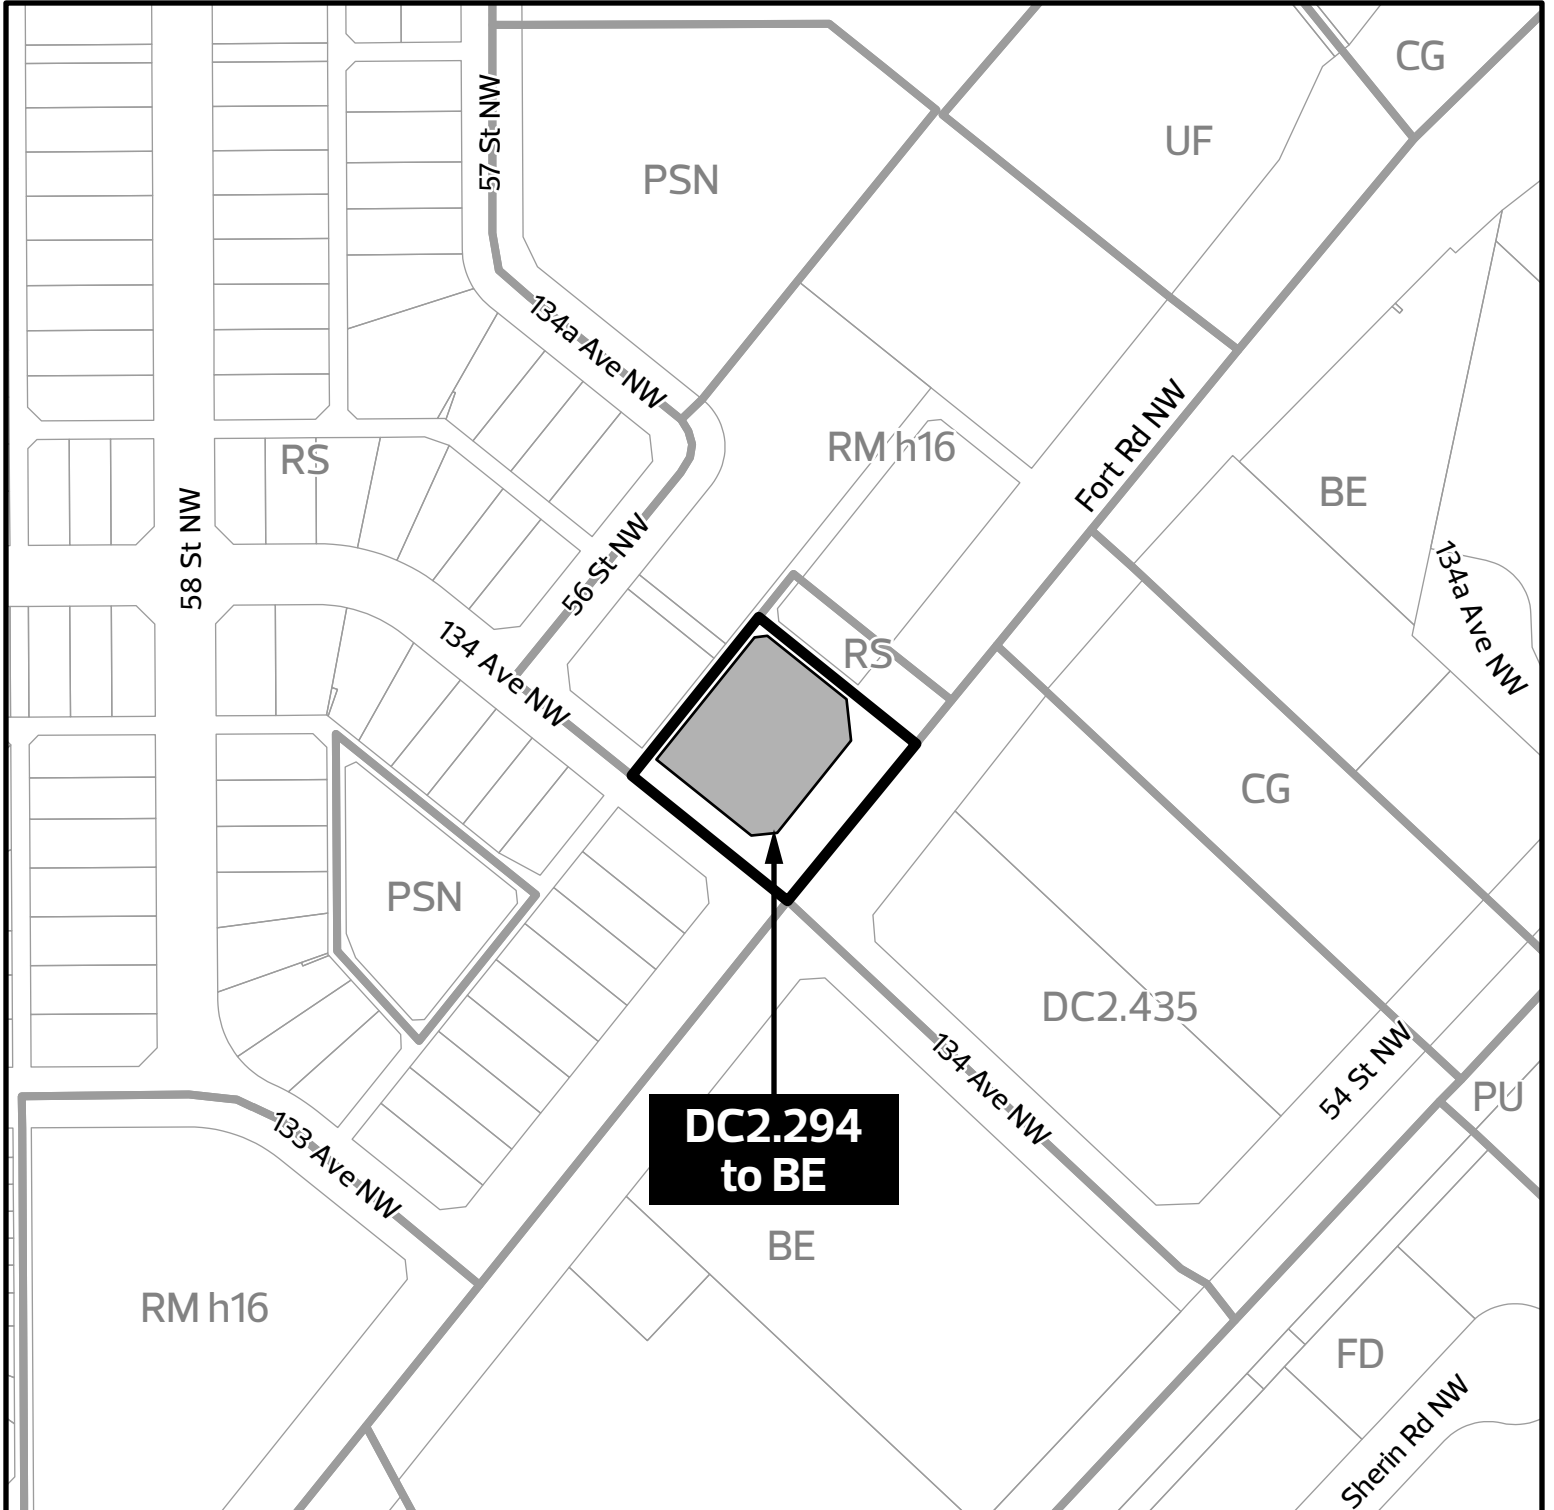 CG
57 St NW
UF
PSN
134a Ave NW
RM h16
Fort Rd NW
RS
BE
58 St NW
56 St NW
134a Ave NW
134 Ave NW
RS
CG
PSN
DC2.435
134 Ave NW
54 St NW
PU
DC2.294
to BE
133 Ave NW
BE
RM h16
FD
Sherin Rd NW